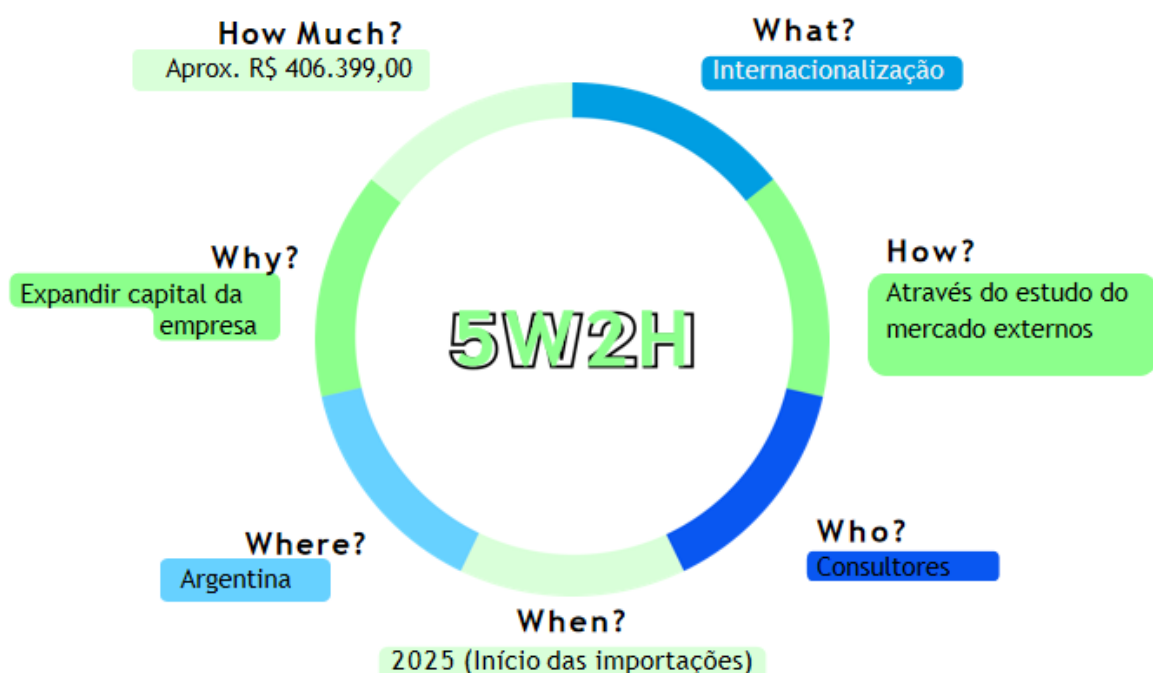 How Much?
Aprox. R$ 406.399,00
What?
Internacionalização
Why?
Expandir capital da
empresa
How?
Através do estudo do
mercado externos
5W2H
Where?
Argentina
Who?
Consultores
When?
2025 (Início das importações)